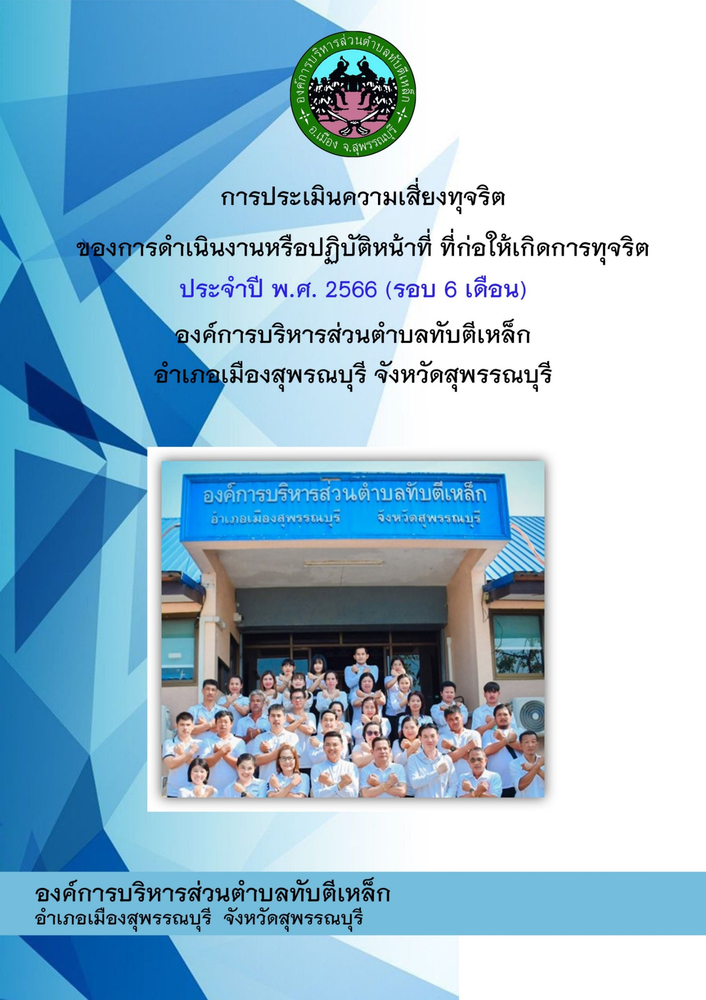 องค์การบริหารส่วนตำบลทับตีเหล็ก
อ.เมือง จ.สุพรรณบุรี
การประเมินความเสี่ยงทุจริต
ของการดำเนินงานหรือปฏิบัติหน้าที่ ที่ก่อให้เกิดการทุจริต
ประจำปี พ.ศ. 2566 (รอบ 6 เดือน)
องค์การบริหารส่วนตำบลทับตีเหล็ก
อำเภอเมืองสุพรณบุรี จังหวัดสุพรรณบุรี
องค์การบริหารส่วนตำบลทับตีเหล็ก
อำเภอเมืองสุพรรณบุรี จังหวัดสุพรรณบุรี
องค์การบริหารส่วนตำบลทับตีเหล็ก
อำเภอเมืองสุพรรณบุรี จังหวัดสุพรรณบุรี